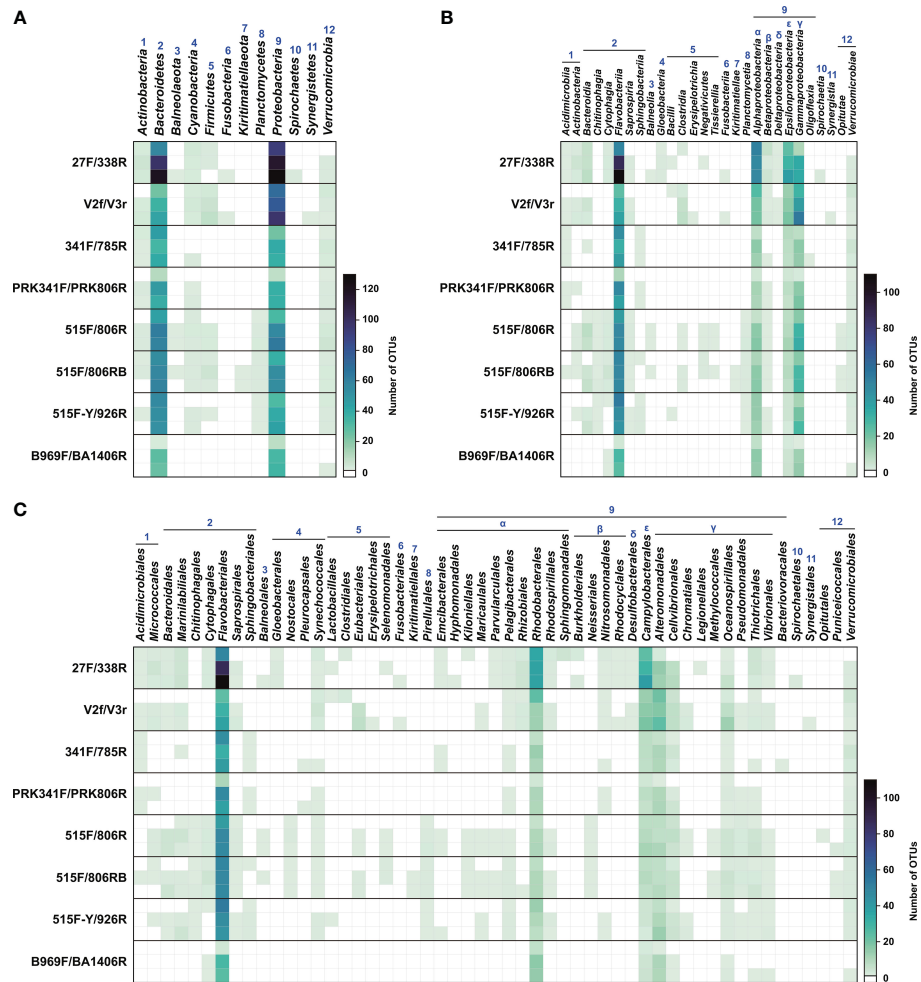 A
1 2 3 4 5 6 7 8 9 10 11 12
Actinobacteria
Bacteroidetes
Balneolaeota
Cyanobacteria
Firmicutes
Fusobacteria
Kiritimatiellaeota
Planctomycetes
Proteobacteria
Spirochaetes
Synergistetes
Verrucomicrobia
27F/338R
V2f/V3r
341F/785R
PRK341F/PRK806R
515F/806R
515F/806RB
515F-Y/926R
B969F/BA1406R
120
100
80
60
40
20
0
Number of OTUs
B
9
1 2 3 4 5 6 7 8 α β δ ε γ 10 11 12
Acidimicrobiia
Actinobacteria
Bacteroidia
Chitinophagia
Cytophagia
Flavobacteriia
Saprospiria
Sphingobacteriia
Balneolia
Gloeobacteria
Bacilli
Clostridia
Erysipelotrichia
Negativicutes
Tissierellia
Fusobacteriia
Kiritimatiellae
Planctomycetia
Alphaproteobacteria
Betaproteobacteria
Deltaproteobacteria
Epsilonproteobacteria
Gammaproteobacteria
Oligoflexia
Spirochaetia
Synergistia
Opitutae
Verrucomicrobiae
27F/338R
V2f/V3r
341F/785R
PRK341F/PRK806R
515F/806R
515F/806RB
515F-Y/926R
B969F/BA1406R
100
80
60
40
20
0
Number of OTUs
C
9
1 2 3 4 5 6 7 8 α β δ ε γ 10 11 12
Acidimicrobiales
Micrococcales
Bacteroidales
Marinilabiliales
Chitinophagales
Cytophagales
Flavobacteriales
Saprospirales
Sphingobacteriales
Balneolales
Gloeobacterales
Nostocales
Pleurocapsales
Synechococcales
Lactobacillales
Clostridiales
Eubacteriales
Erysipelotrichales
Selenomonadales
Fusobacteriales
Kiritimatiellales
Pirellulales
Emcibacterales
Hyphomonadales
Kiloniellales
Maricaulales
Parvularculales
Pelagibacterales
Rhizobiales
Rhodobacterales
Rhodospirillales
Sphingomonadales
Burkholderiales
Neisseriales
Nitrosomonadales
Rhodocyclales
Desulfobacterales
Campylobacterales
Alteromonadales
Cellvibrionales
Chromatiales
Legionellales
Methylococcales
Oceanospirillales
Pseudomonadales
Thiotrichales
Vibrionales
Bacteriovoracales
Spirochaetales
Synergistales
Opitutales
Puniceicoccales
Verrucomicrobiales
27F/338R
V2f/V3r
341F/785R
PRK341F/PRK806R
515F/806R
515F/806RB
515F-Y/926R
B969F/BA1406R
100
80
60
40
20
0
Number of OTUs